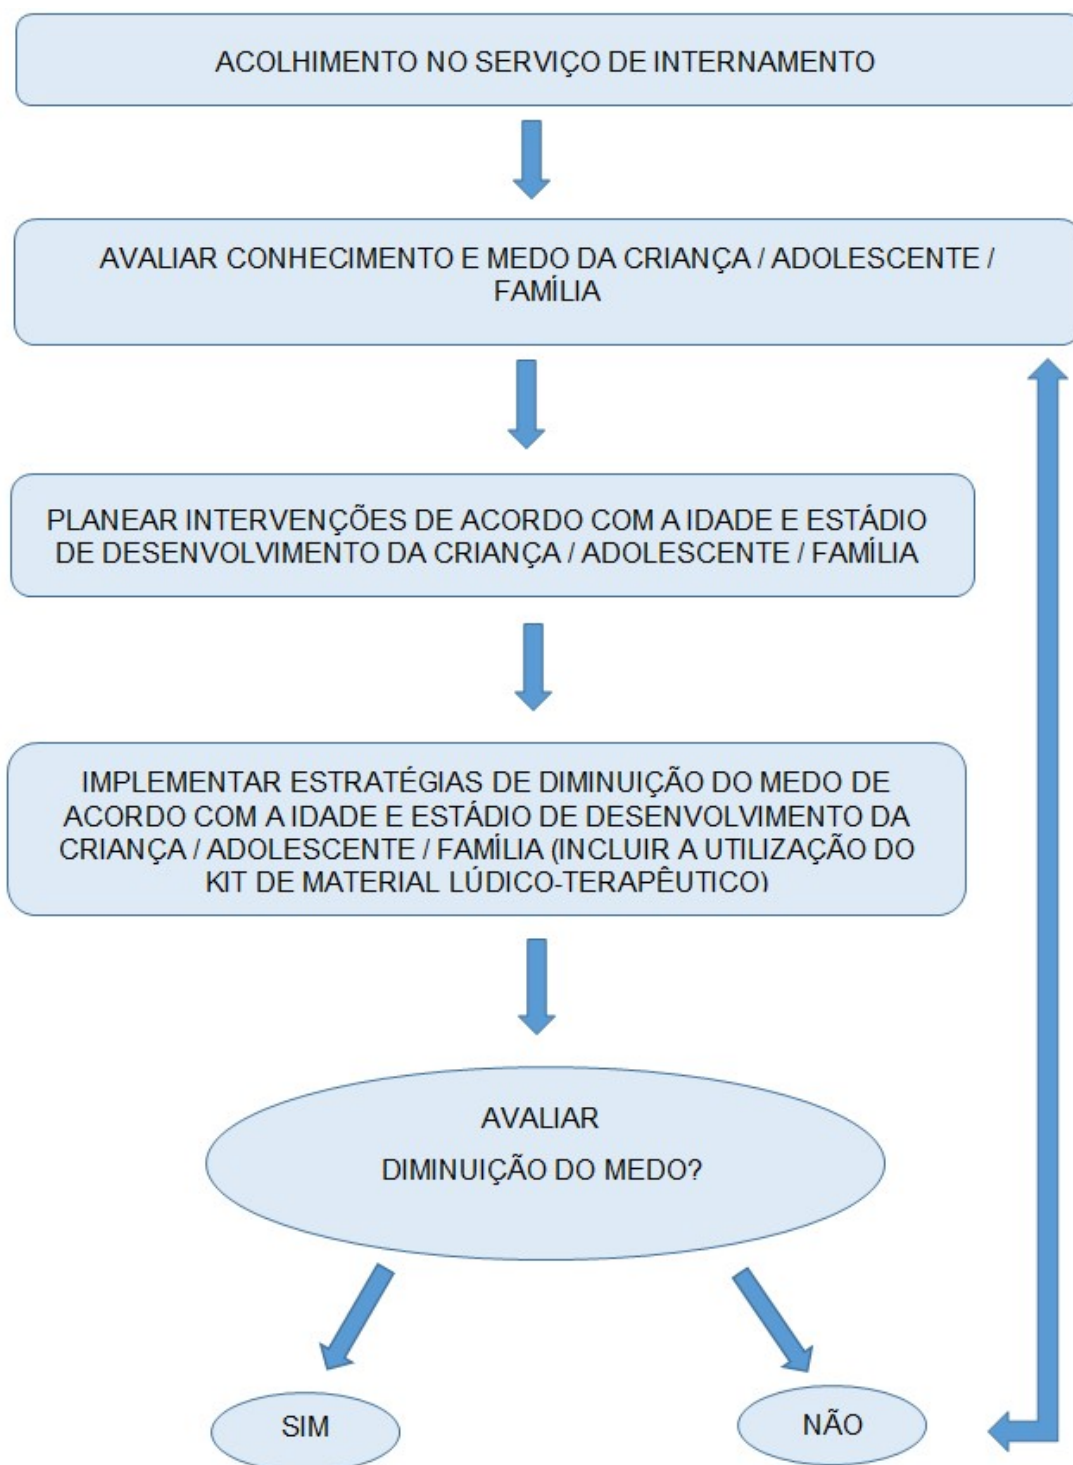 ACOLHIMENTO NO SERVIÇO DE INTERNAMENTO
AVALIAR CONHECIMENTO E MEDO DA CRIANÇA / ADOLESCENTE /
FAMÍLIA
PLANEAR INTERVENÇÕES DE ACORDO COM A IDADE E ESTÁDIO
DE DESENVOLVIMENTO DA CRIANÇA / ADOLESCENTE / FAMÍLIA
IMPLEMENTAR ESTRATÉGIAS DE DIMINUIÇÃO DO MEDO DE
ACORDO COM A IDADE E ESTÁDIO DE DESENVOLVIMENTO DA
CRIANÇA / ADOLESCENTE / FAMÍLIA (INCLUIR A UTILIZAÇÃO DO
KIT DE MATERIAL LÚDICO-TERAPÊUTICO)
AVALIAR
DIMINUIÇÃO DO MEDO?
SIM
NÃO